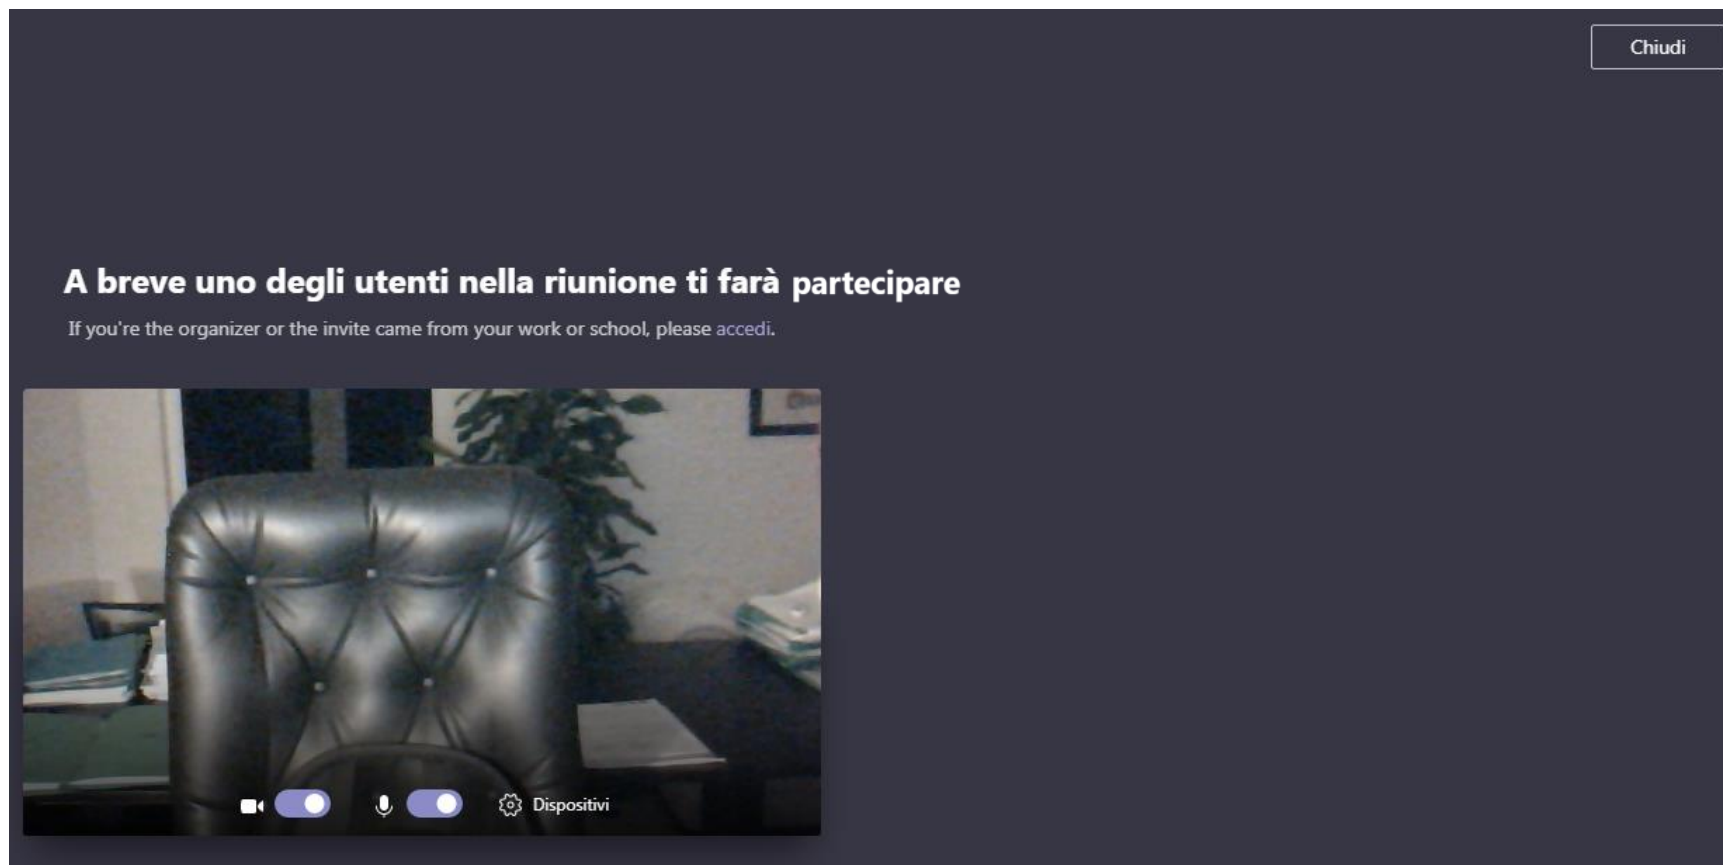 Chiudi
A breve uno degli utenti nella riunione ti farà partecipare
If you're the organizer or the invite came from your work or school, please accedi.
Dispositivi